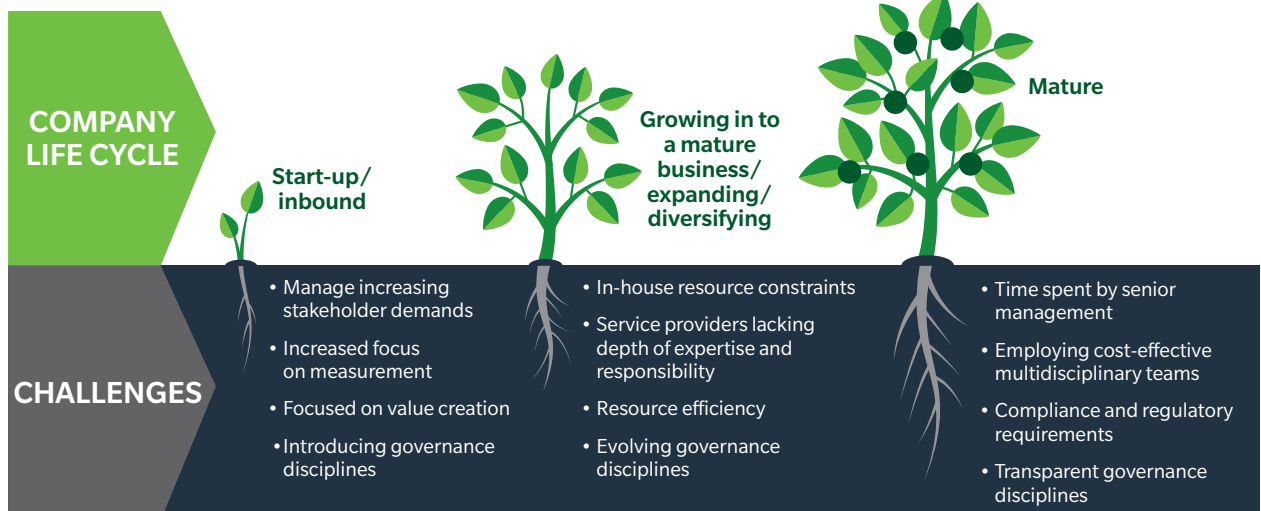 COMPANY
LIFE CYCLE
Start-up/
inbound
Growing in to
a mature
business/
expanding/
diversifying
Mature
CHALLENGES
• Manage increasing
stakeholder demands
• Increased focus
on measurement
• Focused on value creation
• Introducing governance
disciplines
• In-house resource constraints
• Service providers lacking
depth of expertise and
responsibility
• Resource efficiency
• Evolving governance
disciplines
• Time spent by senior
management
• Employing cost-effective
multidisciplinary teams
• Compliance and regulatory
requirements
• Transparent governance
disciplines